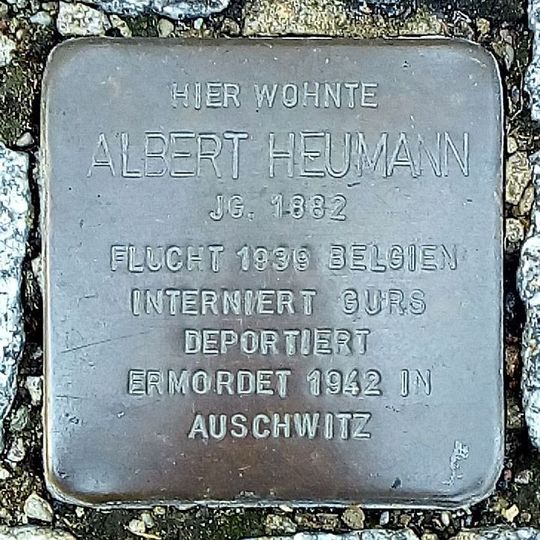 HIER WOHNTE
ALBERT HEUMANN
JG. 1882
FLUCHT 1939 BELGIEN
INTERNIERT GURS
DEPORTIERT
ERMORDET 1942 IN
AUSCHWITZ